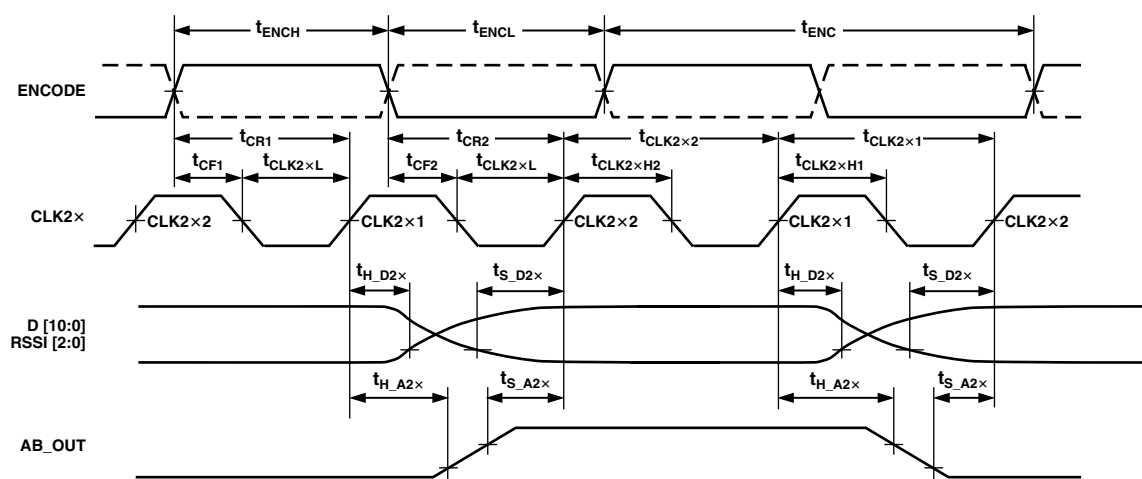 tENCH tENCL tENC
ENCODE
tCR1 tCR2 tCLK2×2 tCLK2×1
tCF1 tCLK2×L tCF2 tCLK2×L tCLK2×H2 tCLK2×H1
CLK2× CLK2×2 CLK2×1 CLK2×2 CLK2×1 CLK2×2
tH_D2× tS_D2× tH_D2× tS_D2×
D [10:0]
RSSI [2:0]
tH_A2× tS_A2× tH_A2× tS_A2×
AB_OUT